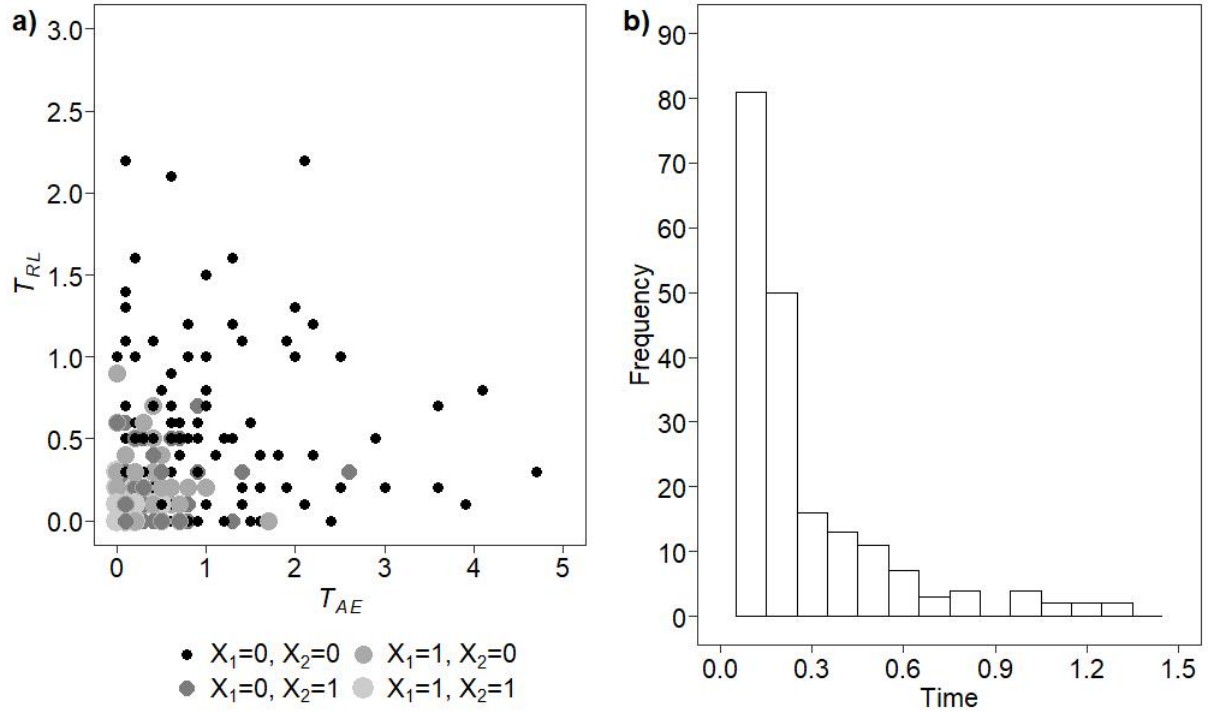 a)
3.0
2.5
2.0
1.5
1.0
0.5
0.0
T_RL
0 1 2 3 4 5
T_AE
X₁=0, X₂=0 X₁=1, X₂=0
X₁=0, X₂=1 X₁=1, X₂=1
b)
90
80
70
60
50
40
30
20
10
0
Frequency
0.0 0.3 0.6 0.9 1.2 1.5
Time